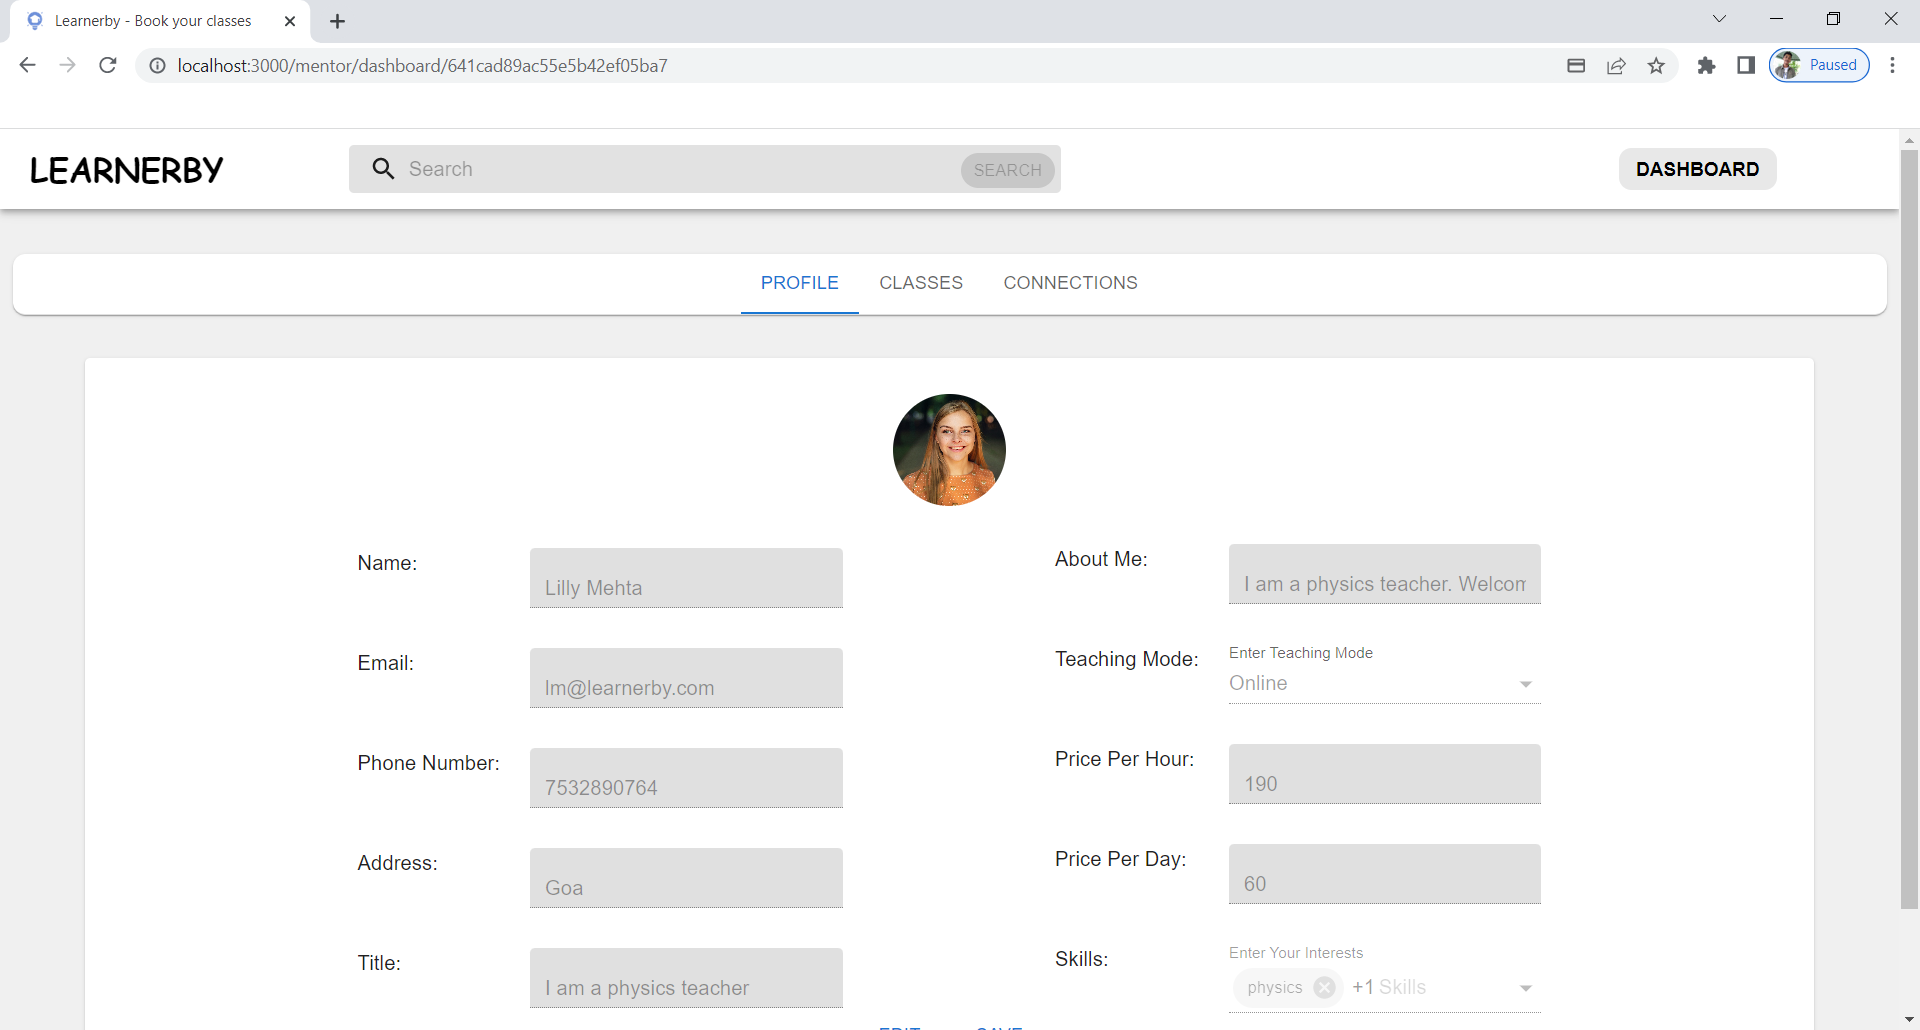 Learnerby - Book your classes
localhost:3000/mentor/dashboard/641cad89ac55e5b42ef05ba7
Paused
LEARNERBY
Search
SEARCH
DASHBOARD
PROFILE CLASSES CONNECTIONS
Name:
Lilly Mehta
Email:
lm@learnerby.com
Phone Number:
7532890764
Address:
Goa
Title:
I am a physics teacher
About Me:
I am a physics teacher. Welcom
Teaching Mode:
Enter Teaching Mode
Online
Price Per Hour:
190
Price Per Day:
60
Skills:
Enter Your Interests
physics +1 Skills
EDIT SAVE